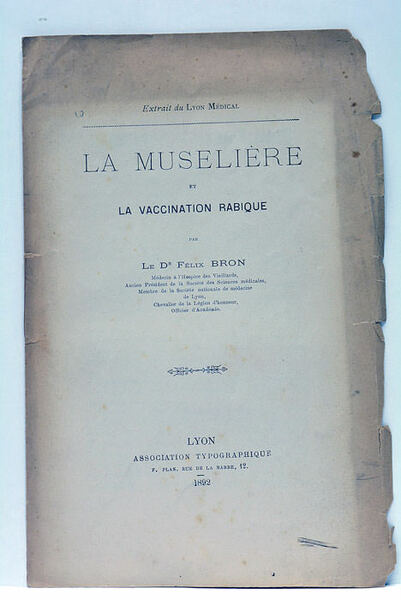 Extrait du LYON MÉDICAL
LA MUSELIÈRE
ET
LA VACCINATION RABIQUE
PAR
LE DR FÉLIX BRON
Médecin à l'Hospice des Vieillards,
Ancien Président de la Société des Sciences médicales,
Membre de la Société nationale de médecine
de Lyon,
Chevalier de la Légion d'honneur,
Officier d'Académie.
LYON
ASSOCIATION TYPOGRAPHIQUE
F. PLAN, RUE DE LA BARRE, 12.
1892